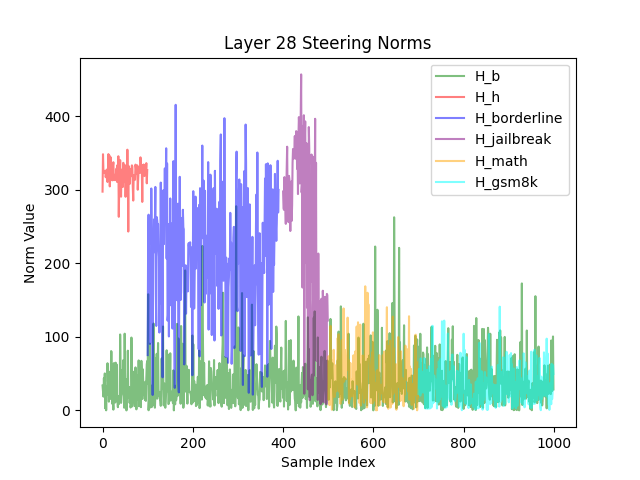 Layer 28 Steering Norms
H_b
H_h
H_borderline
H_jailbreak
H_math
H_gsm8k
400
300
200
100
0
Norm Value
0
200
400
600
800
1000
Sample Index